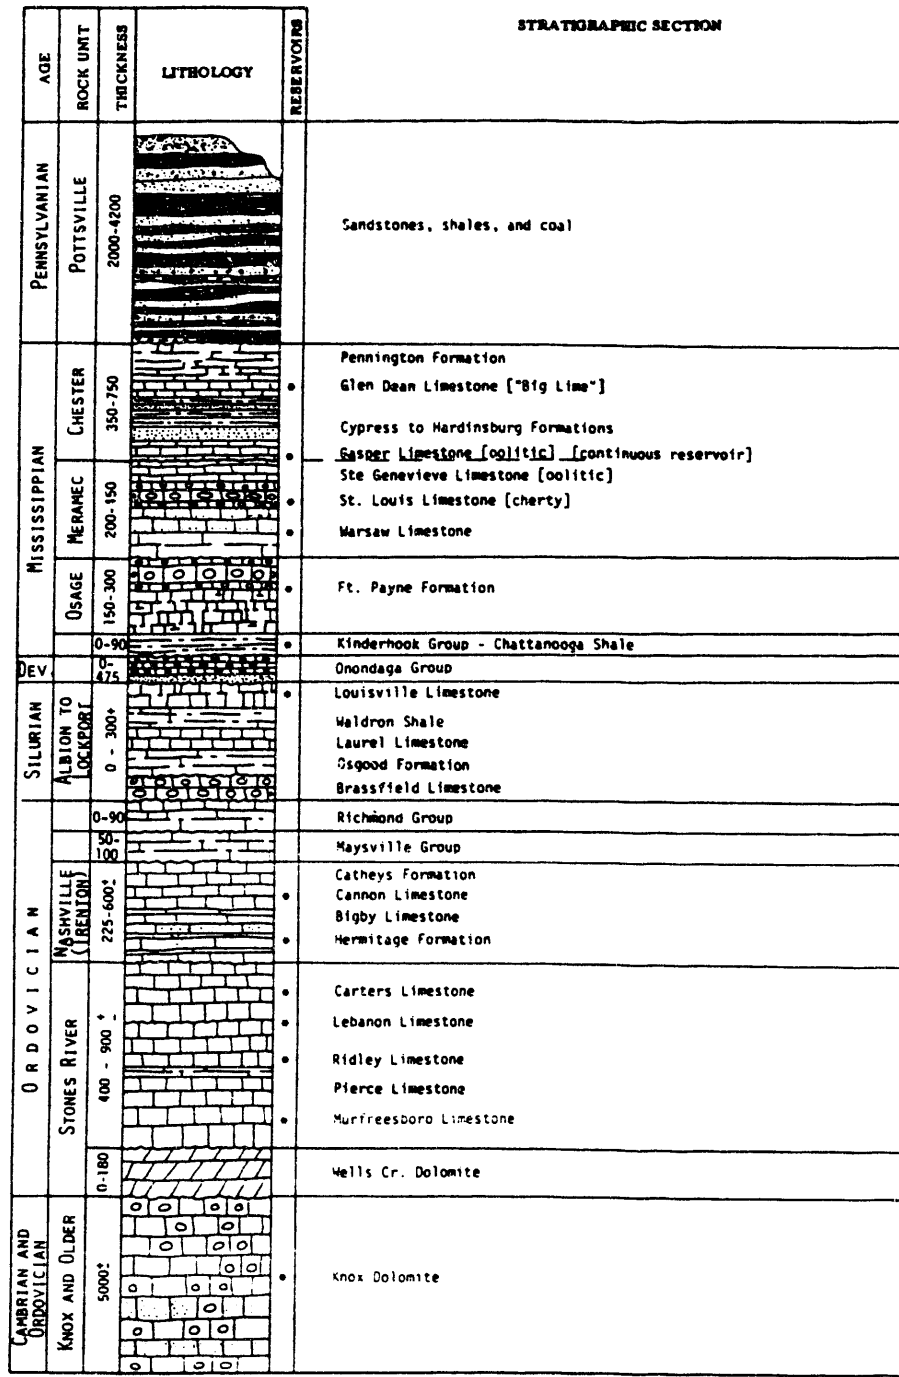 STRATIGRAPHIC SECTION
AGE
ROCK UNIT
THICKNESS
LITHOLOGY
RESERVOIRS
PENNSYLVANIAN
POTTSVILLE
2000-4200
Sandstones, shales, and coal
MISSISSIPPIAN
CHESTER
350-750
Pennington Formation
Glen Dean Limestone ["Big Lime"]
Cypress to Hardinsburg Formations
Gasper Limestone [oolitic] [continuous reservoir]
MERAMEC
200-150
Ste Genevieve Limestone [oolitic]
St. Louis Limestone [cherty]
Warsaw Limestone
OSAGE
150-300
Ft. Payne Formation
0-90
Kinderhook Group - Chattanooga Shale
DEV.
0-
475
Onondaga Group
SILURIAN
ALBION TO
LOCKPORT
0 - 300±
Louisville Limestone
Waldron Shale
Laurel Limestone
Osgood Formation
Brassfield Limestone
ORDOVICIAN
0-90
Richmond Group
50-
100
Maysville Group
NASHVILLE
(TRENTON)
225-600±
Catheys Formation
Cannon Limestone
Bigby Limestone
Hermitage Formation
STONES RIVER
400 - 900 ±
Carters Limestone
Lebanon Limestone
Ridley Limestone
Pierce Limestone
Murfreesboro Limestone
0-180
Wells Cr. Dolomite
CAMBRIAN AND
ORDOVICIAN
KNOX AND OLDER
5000±
Knox Dolomite